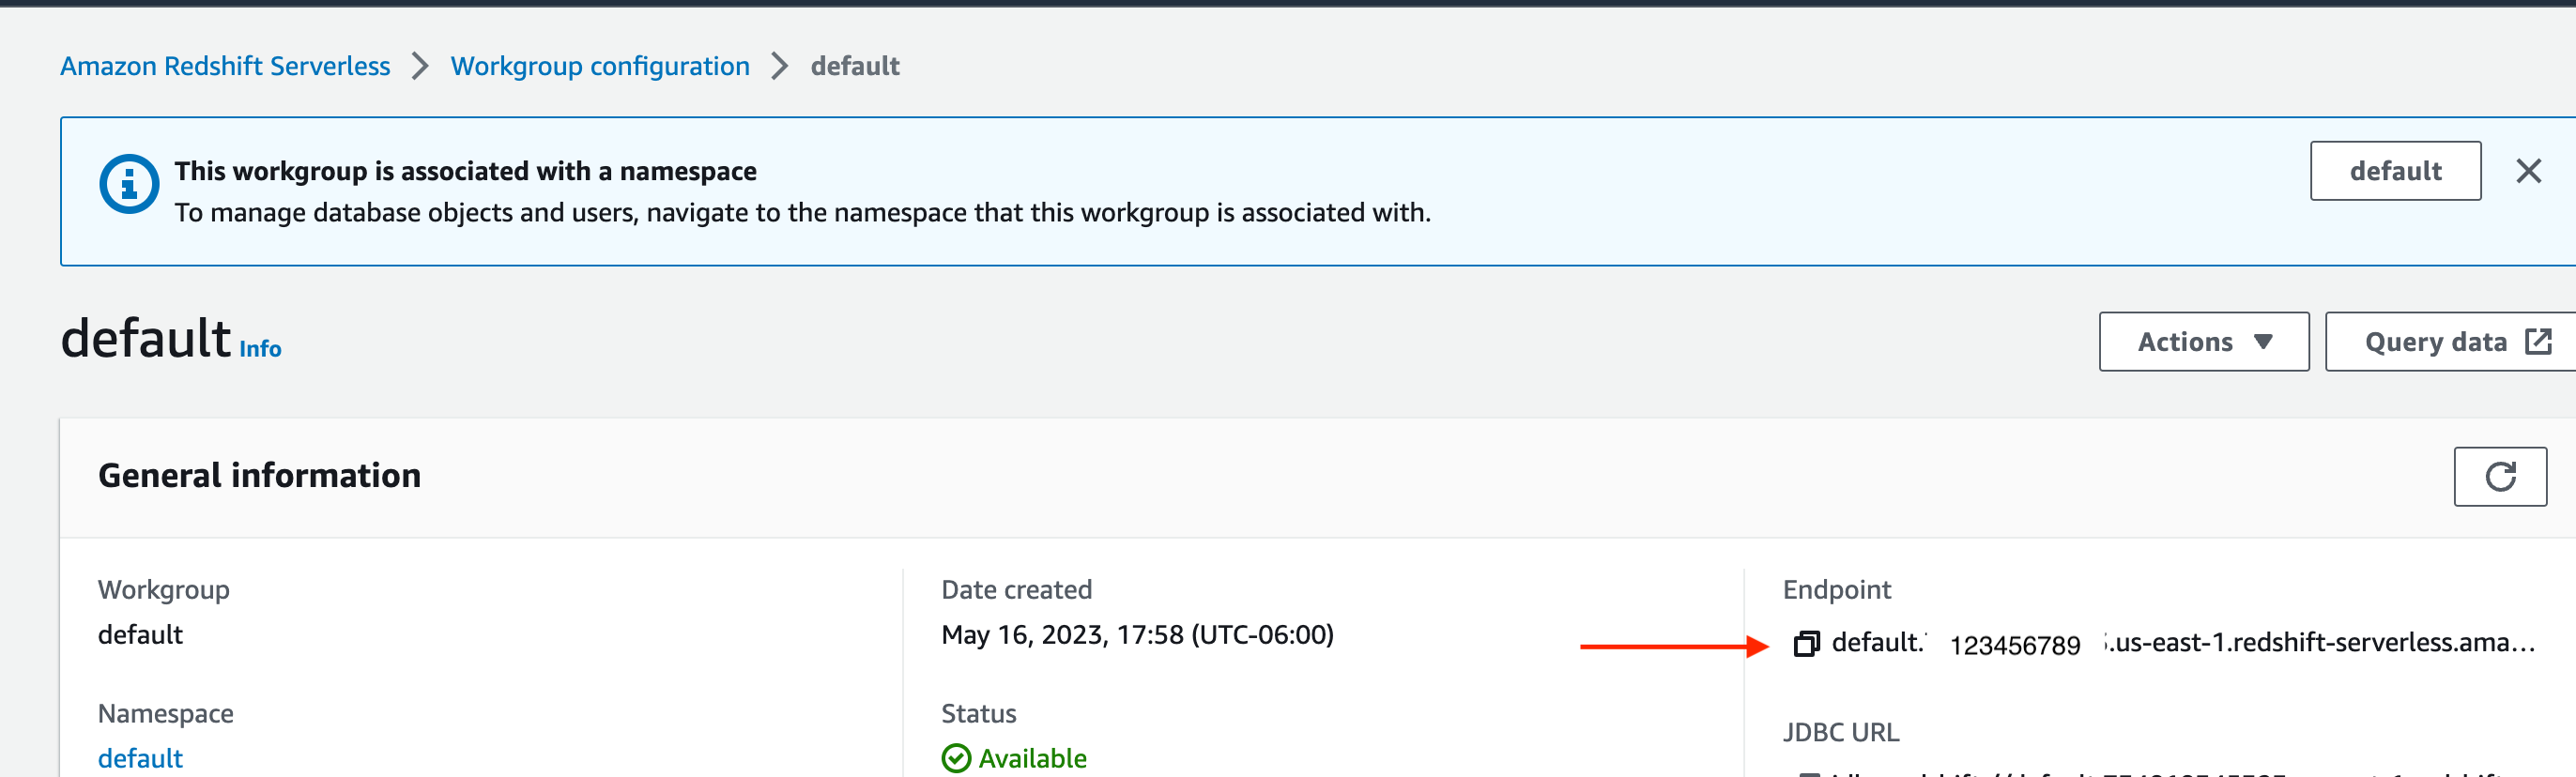 Amazon Redshift Serverless > Workgroup configuration > default
This workgroup is associated with a namespace
To manage database objects and users, navigate to the namespace that this workgroup is associated with.
default
default Info
Actions
Query data
General information
Workgroup
default
Date created
May 16, 2023, 17:58 (UTC-06:00)
Endpoint
default. 123456789 .us-east-1.redshift-serverless.ama...
Namespace
default
Status
Available
JDBC URL